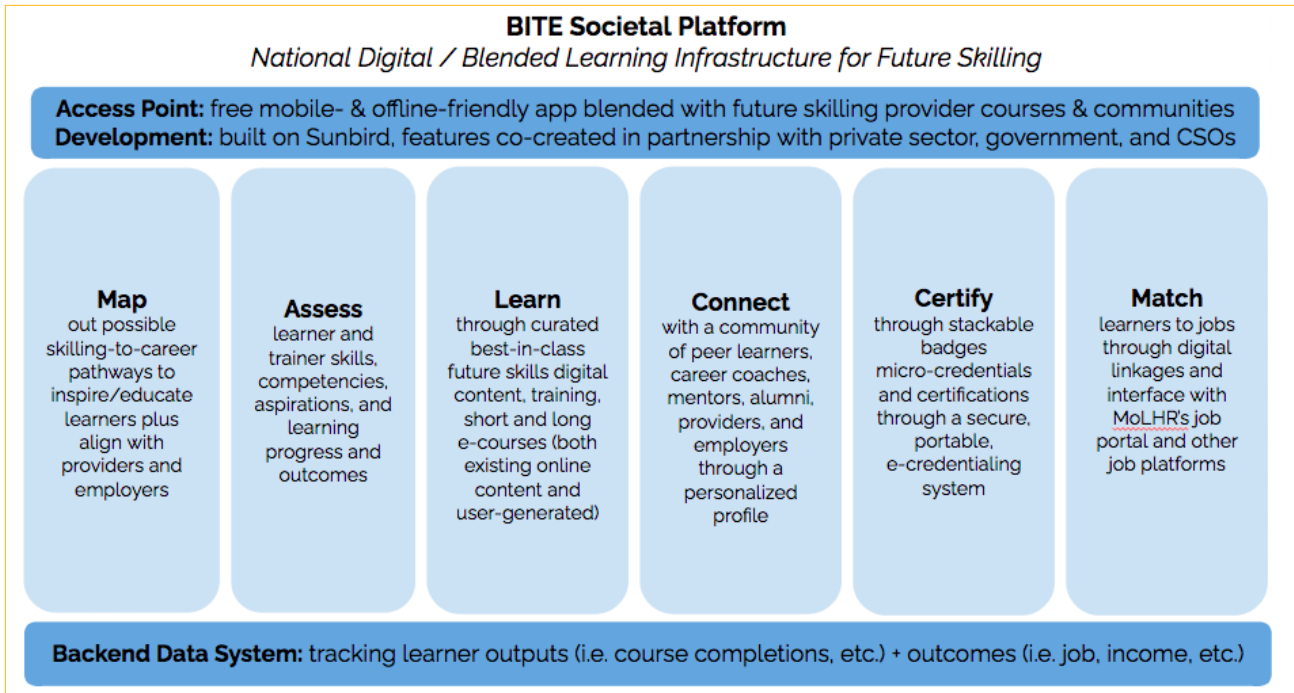 BITE Societal Platform
National Digital / Blended Learning Infrastructure for Future Skilling
Access Point: free mobile- & offline-friendly app blended with future skilling provider courses & communities
Development: built on Sunbird, features co-created in partnership with private sector, government, and CSOs
Map
out possible
skilling-to-career
pathways to
inspire/educate
learners plus
align with
providers and
employers
Assess
learner and
trainer skills,
competencies,
aspirations, and
learning
progress and
outcomes
Learn
through curated
best-in-class
future skills digital
content, training,
short and long
e-courses (both
existing online
content and
user-generated)
Connect
with a community
of peer learners,
career coaches,
mentors, alumni,
providers, and
employers
through a
personalized
profile
Certify
through stackable
badges
micro-credentials
and certifications
through a secure,
portable,
e-credentialing
system
Match
learners to jobs
through digital
linkages and
interface with
MoLHR's job
portal and other
job platforms
Backend Data System: tracking learner outputs (i.e. course completions, etc.) + outcomes (i.e. job, income, etc.)